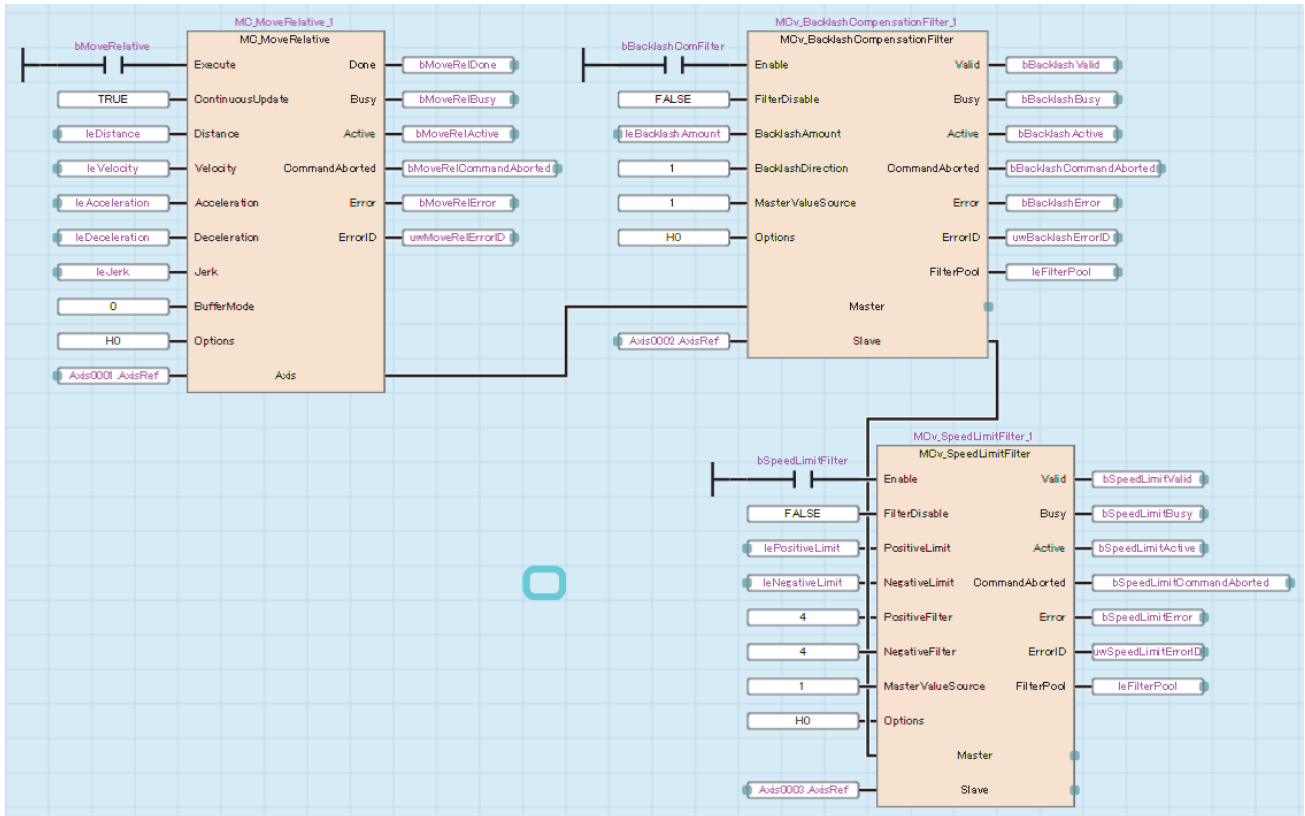 MC_MoveRelative_1
bMoveRelative
MC_MoveRelative
Execute Done bMoveRelDone
TRUE ContinuousUpdate Busy bMoveRelBusy
leDistance Distance Active bMoveRelActive
leVelocity Velocity CommandAborted bMoveRelCommandAborted
leAcceleration Acceleration Error bMoveRelError
leDeceleration Deceleration ErrorID uwMoveRelErrorID
leJerk Jerk
0 BufferMode
H0 Options
Axis0001.AxisRef Axis
MCv_BacklashCompensationFilter_1
bBacklashComFilter
MCv_BacklashCompensationFilter
Enable Valid bBacklashValid
FALSE FilterDisable Busy bBacklashBusy
leBacklashAmount BacklashAmount Active bBacklashActive
1 BacklashDirection CommandAborted bBacklashCommandAborted
1 MasterValueSource Error bBacklashError
H0 Options ErrorID uwBacklashErrorID
FilterPool leFilterPool
Master
Axis0002.AxisRef Slave
MCv_SpeedLimitFilter_1
bSpeedLimitFilter
MCv_SpeedLimitFilter
Enable Valid bSpeedLimitValid
FALSE FilterDisable Busy bSpeedLimitBusy
lePositiveLimit PositiveLimit Active bSpeedLimitActive
leNegativeLimit NegativeLimit CommandAborted bSpeedLimitCommandAborted
4 PositiveFilter Error bSpeedLimitError
4 NegativeFilter ErrorID uwSpeedLimitErrorID
1 MasterValueSource FilterPool leFilterPool
H0 Options
Master
Axis0003.AxisRef Slave